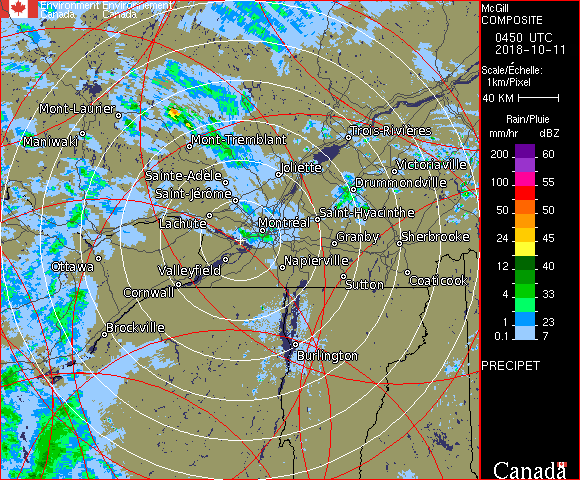 Environment Environnement
Canada Canada
McGill
COMPOSITE
0450 UTC
2018-10-11
Scale/Échelle:
1km/Pixel
40 KM
Rain/Pluie
mm/hr dBZ
200 60
100 55
50 50
24 45
12 40
4 33
1 23
0.1 7
PRECIPET
Canada
Mont-Laurier
Trois-Rivières
Maniwaki
Mont-Tremblant
Victoriaville
Joliette
Sainte-Adèle
Drummondville
Saint-Jérôme
Saint-Hyacinthe
Lachute
Montréal
Granby
Sherbrooke
Ottawa
Napierville
Valleyfield
Coaticook
Sutton
Cornwall
Brockville
Burlington